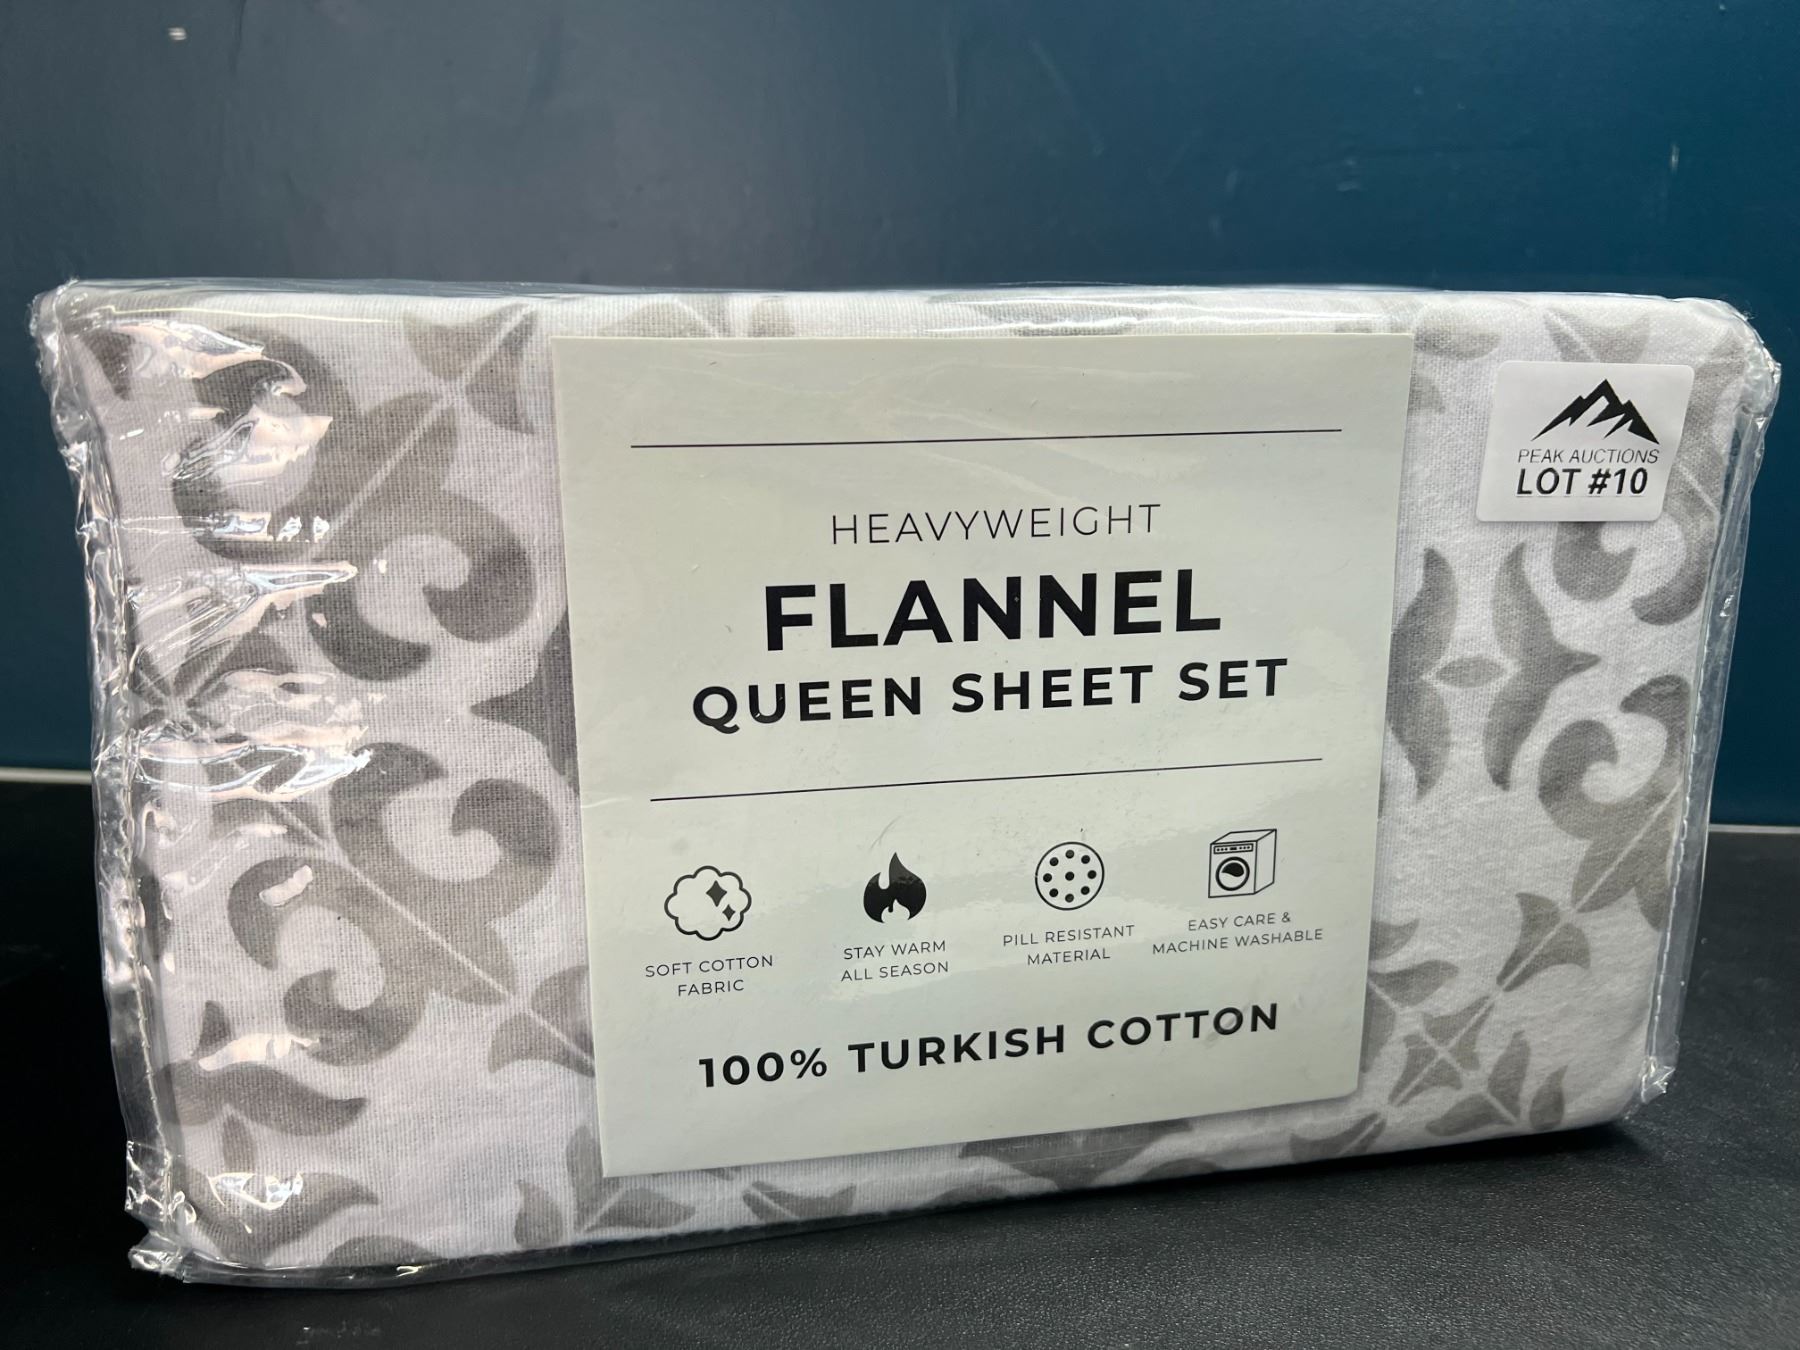 PEAK AUCTIONS
LOT #10
HEAVYWEIGHT
FLANNEL
QUEEN SHEET SET
SOFT COTTON
FABRIC
STAY WARM
ALL SEASON
PILL RESISTANT
MATERIAL
EASY CARE &
MACHINE WASHABLE
100% TURKISH COTTON